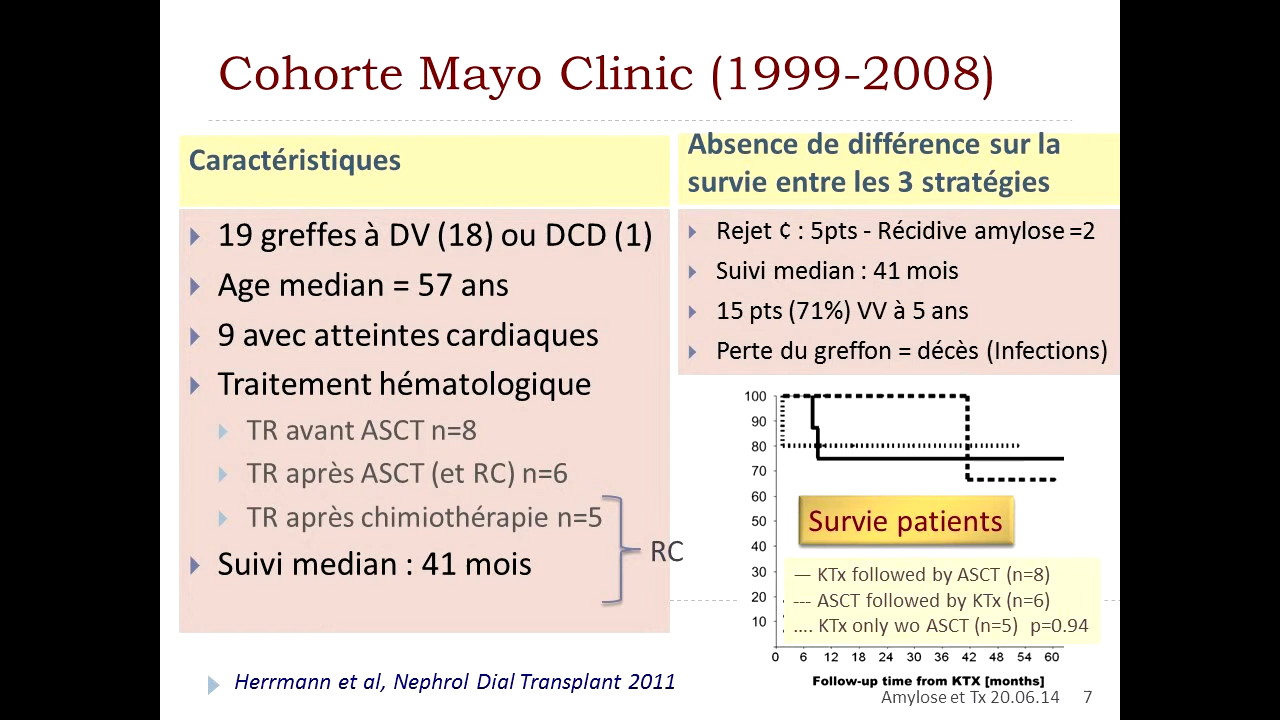 Cohorte Mayo Clinic (1999-2008)
Caractéristiques
19 greffes à DV (18) ou DCD (1)
Age median = 57 ans
9 avec atteintes cardiaques
Traitement hématologique
TR avant ASCT n=8
TR après ASCT (et RC) n=6
TR après chimiothérapie n=5
RC
Suivi median : 41 mois
Absence de différence sur la
survie entre les 3 stratégies
Rejet ¢ : 5pts - Récidive amylose =2
Suivi median : 41 mois
15 pts (71%) VV à 5 ans
Perte du greffon = décès (Infections)
100
90
80
70
60
50
40
30
20
10
Survie patients
— KTx followed by ASCT (n=8)
--- ASCT followed by KTx (n=6)
.... KTx only wo ASCT (n=5) p=0.94
0 6 12 18 24 30 36 42 48 54 60
Follow-up time from KTX [months]
Herrmann et al, Nephrol Dial Transplant 2011
Amylose et Tx 20.06.14 7